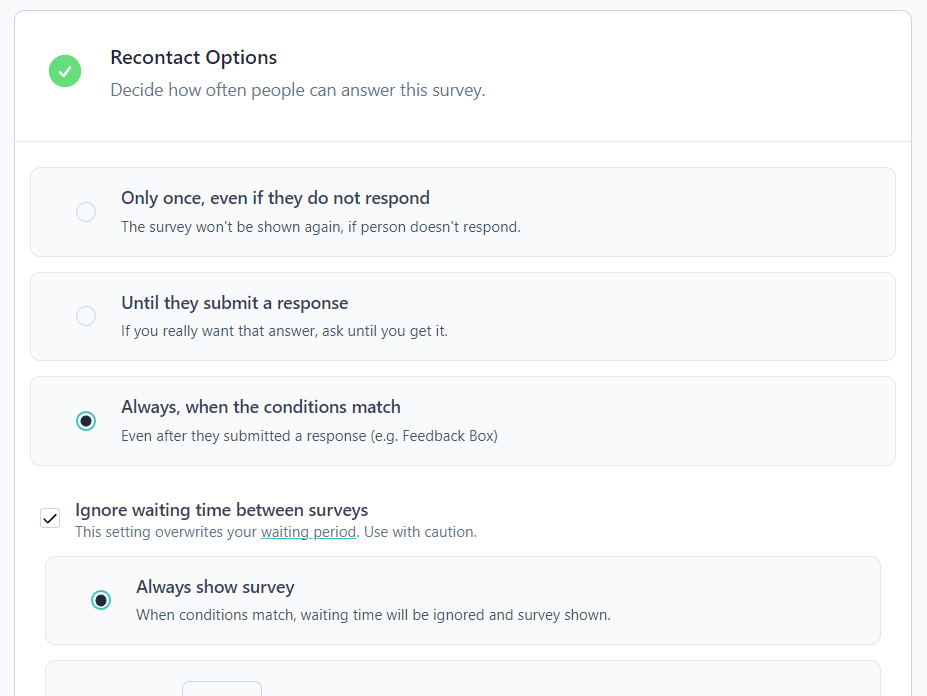 Recontact Options
Decide how often people can answer this survey.
Only once, even if they do not respond
The survey won't be shown again, if person doesn't respond.
Until they submit a response
If you really want that answer, ask until you get it.
Always, when the conditions match
Even after they submitted a response (e.g. Feedback Box)
Ignore waiting time between surveys
This setting overwrites your waiting period. Use with caution.
Always show survey
When conditions match, waiting time will be ignored and survey shown.